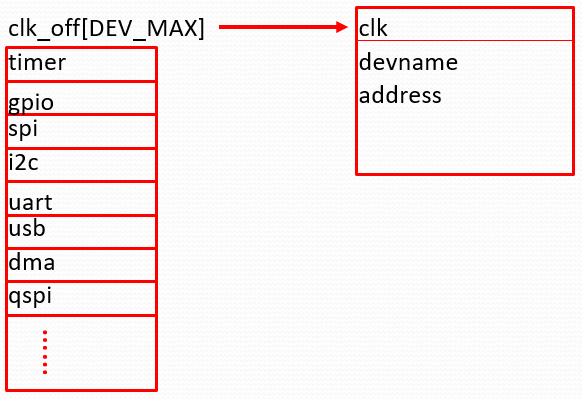 clk_off[DEV_MAX]
timer
gpio
spi
i2c
uart
usb
dma
qspi
clk
devname
address